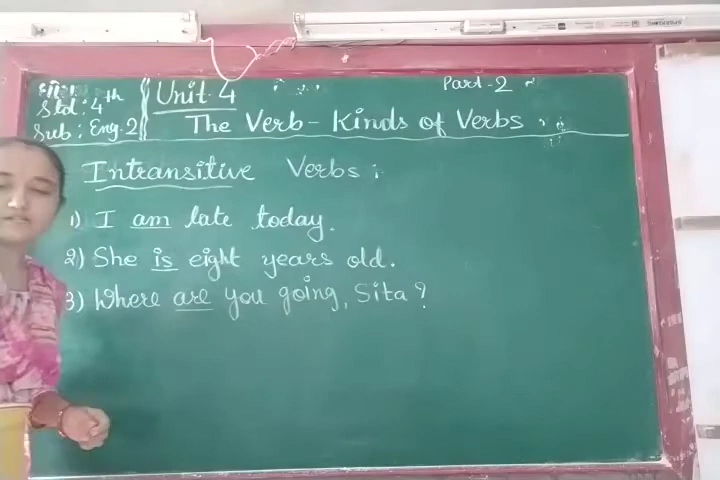 Std: 4th
Sub: Eng.2
Unit. 4
Part-2
The Verb - Kinds of Verbs
Intransitive Verbs :
1) I am late today.
2) She is eight years old.
3) Where are you going, Sita ?